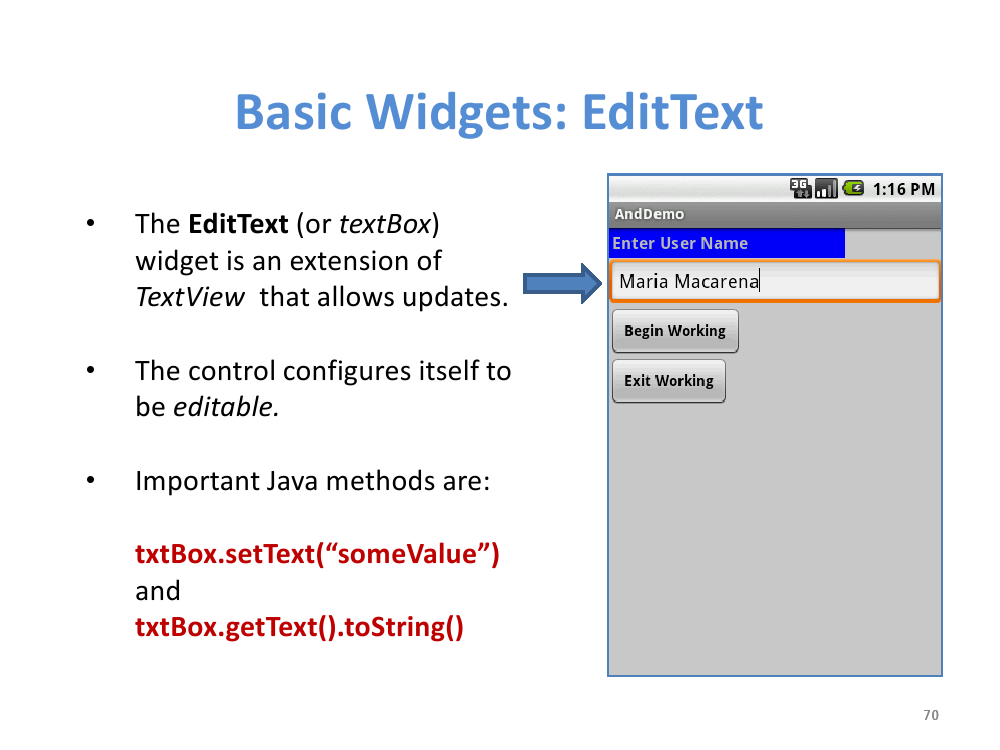 Basic Widgets: EditText
• The EditText (or textBox)
widget is an extension of
TextView that allows updates.
• The control configures itself to
be editable.
• Important Java methods are:
txtBox.setText(“someValue”)
and
txtBox.getText().toString()
3G 1:16 PM
AndDemo
Enter User Name
Maria Macarena
Begin Working
Exit Working
70